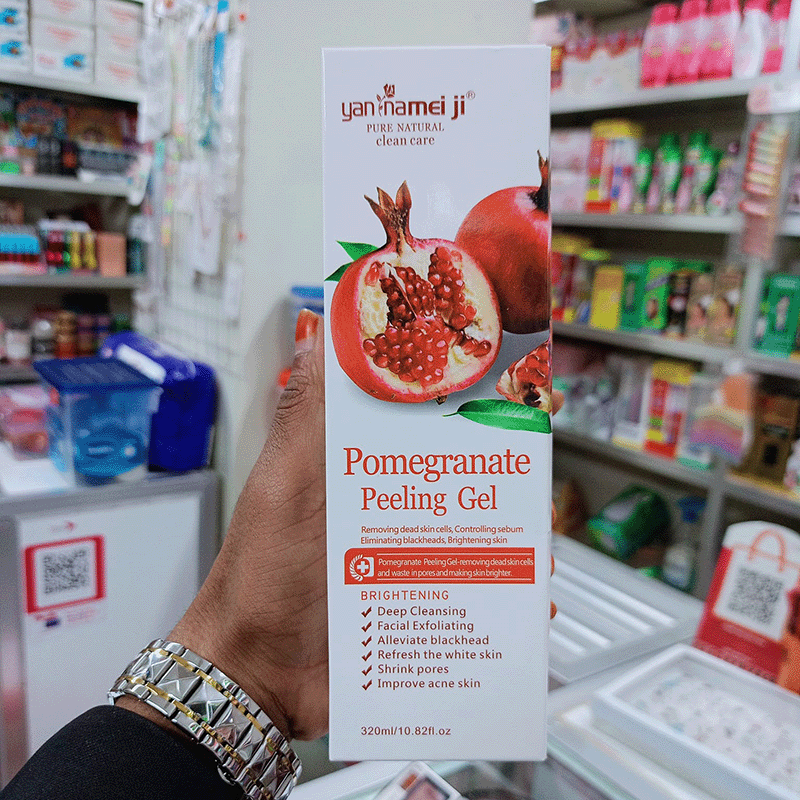 yan namei ji®
PURE NATURAL
clean care
Pomegranate
Peeling Gel
Removing dead skin cells, Controlling sebum
Eliminating blackheads, Brightening skin
Pomegranate Peeling Gel-removing dead skin cells
and waste in pores and making skin brighter.
BRIGHTENING
Deep Cleansing
Facial Exfoliating
Alleviate blackhead
Refresh the white skin
Shrink pores
Improve acne skin
320ml/10.82fl.oz